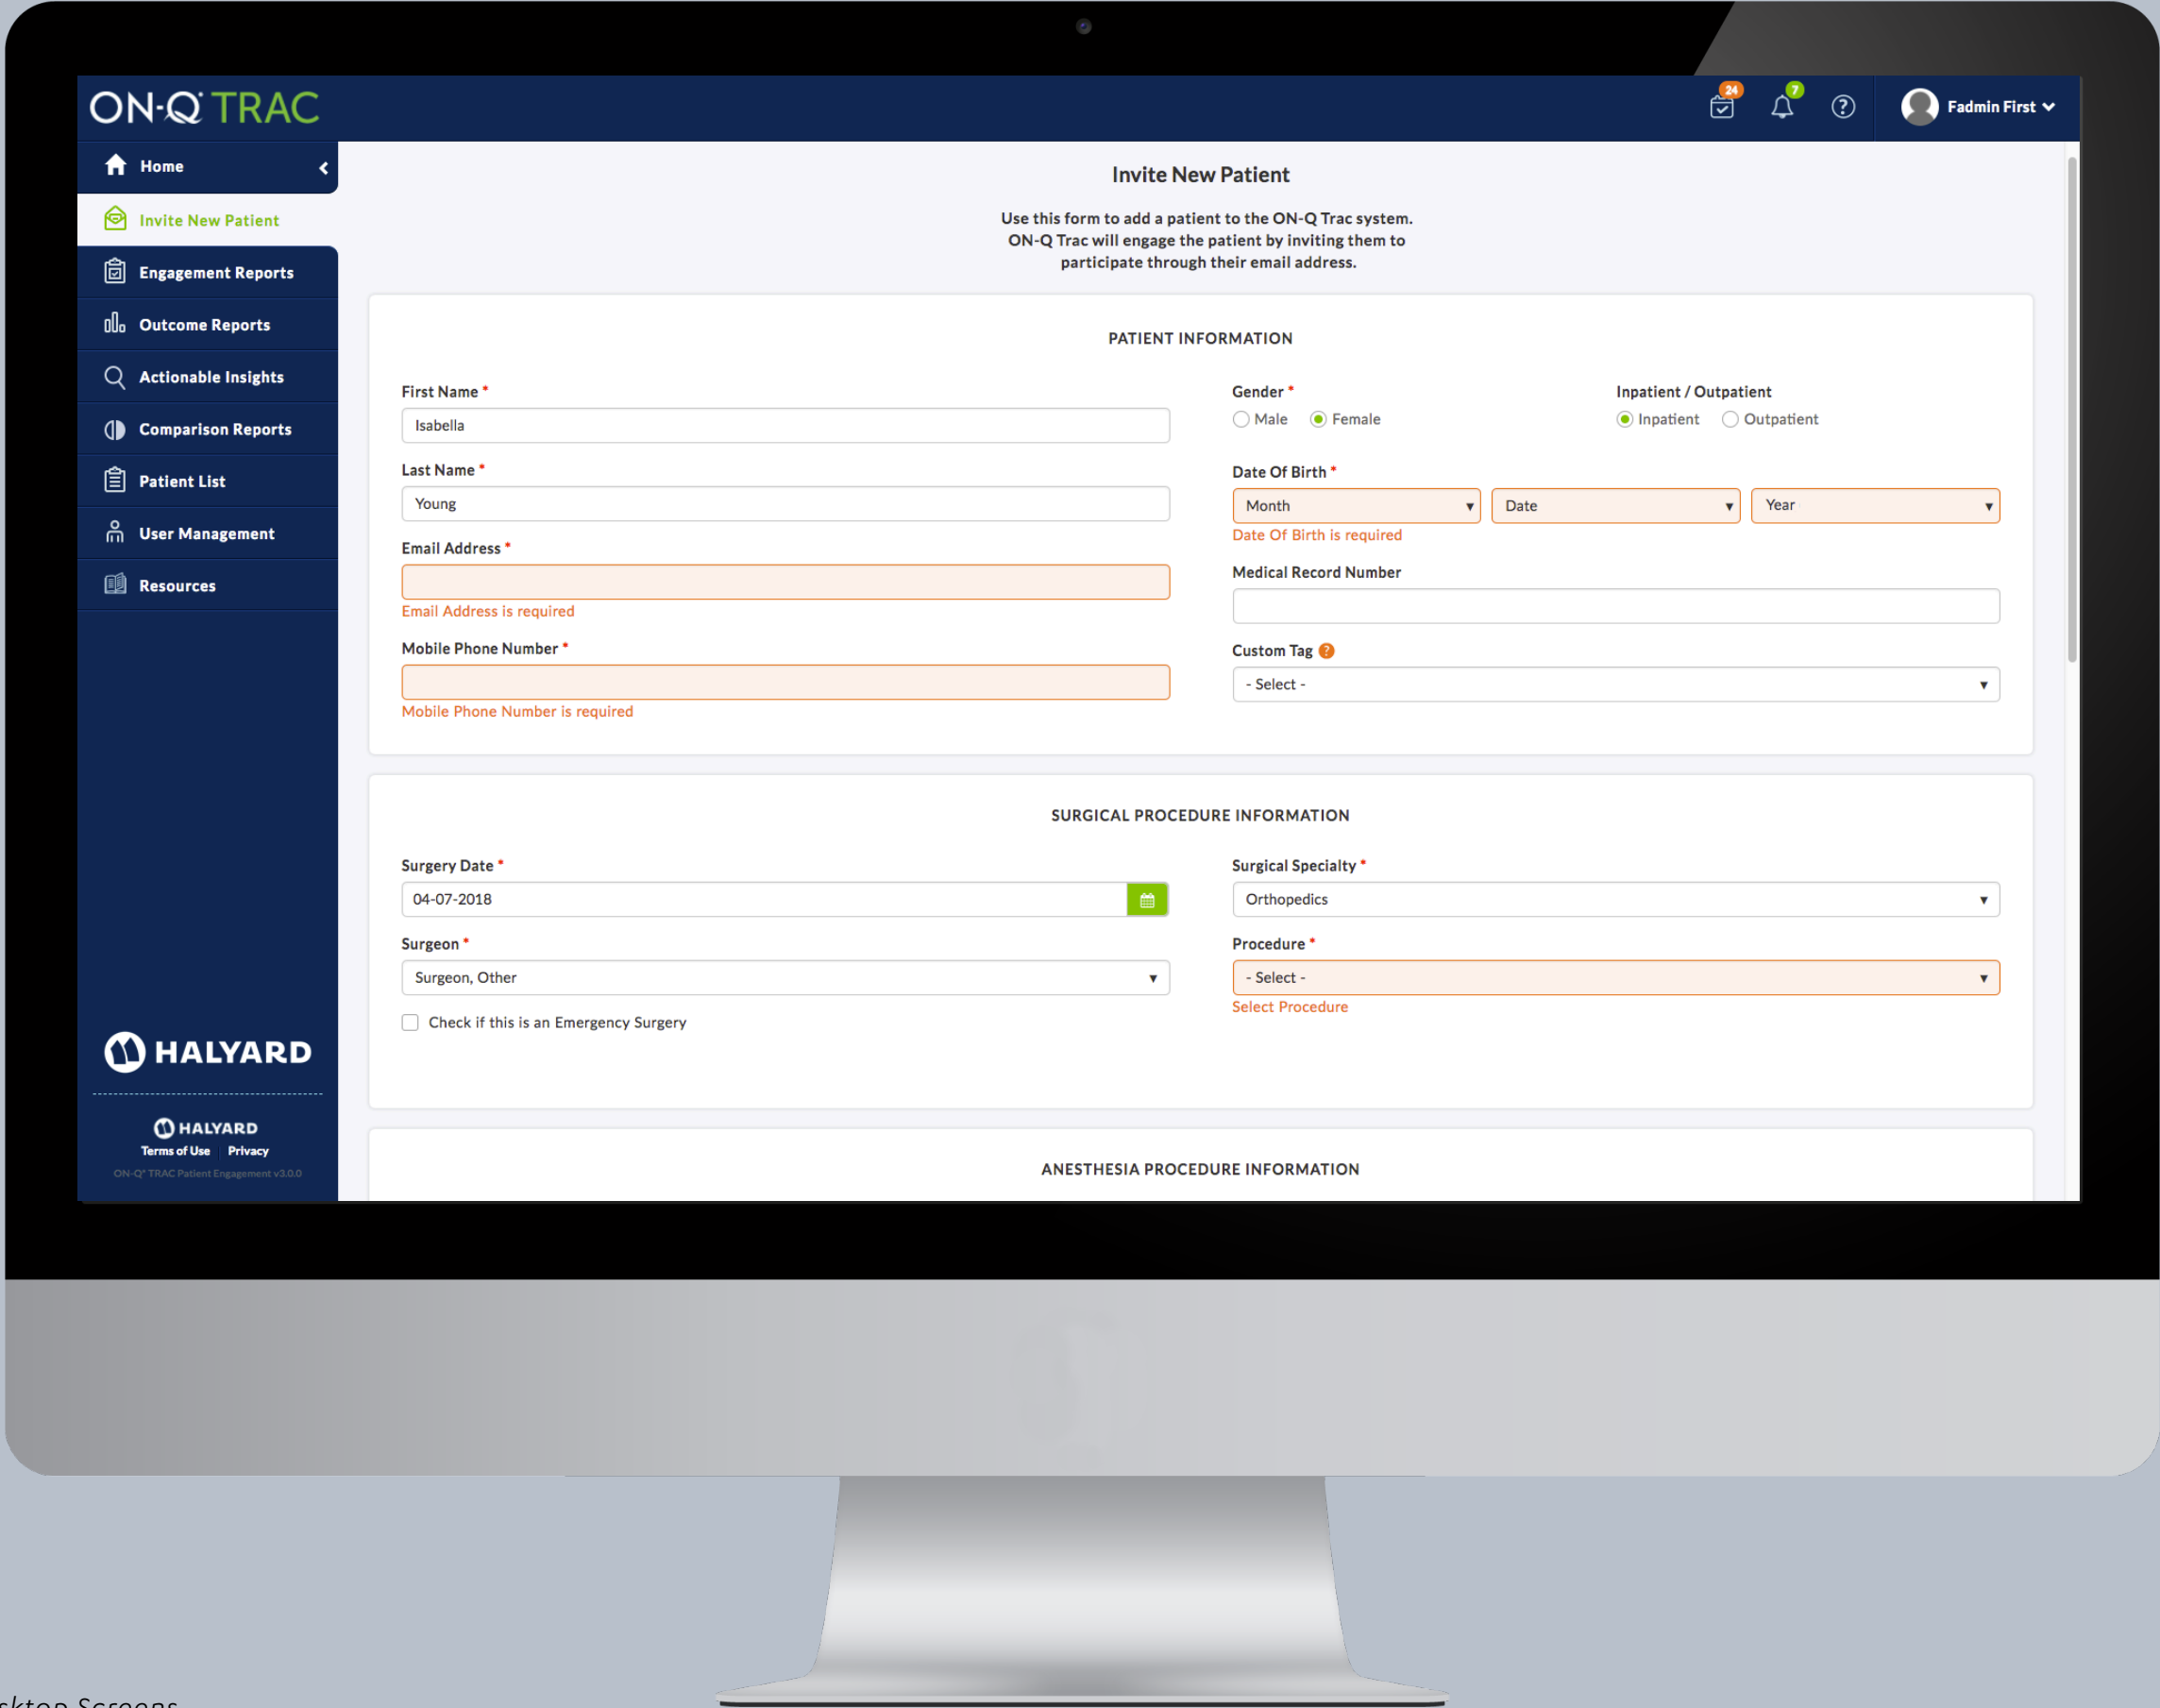 ON-Q* TRAC
24
7
Fadmin First
Home
Invite New Patient
Engagement Reports
Outcome Reports
Actionable Insights
Comparison Reports
Patient List
User Management
Resources
HALYARD
HALYARD
Terms of Use Privacy
ON-Q* TRAC Patient Engagement v3.0.0
Invite New Patient
Use this form to add a patient to the ON-Q Trac system.
ON-Q Trac will engage the patient by inviting them to
participate through their email address.
PATIENT INFORMATION
First Name *
Isabella
Last Name *
Young
Email Address *
Email Address is required
Mobile Phone Number *
Mobile Phone Number is required
Gender *
Male Female
Inpatient / Outpatient
Inpatient Outpatient
Date Of Birth *
Month Date Year
Date Of Birth is required
Medical Record Number
Custom Tag ?
- Select -
SURGICAL PROCEDURE INFORMATION
Surgery Date *
04-07-2018
Surgeon *
Surgeon, Other
Check if this is an Emergency Surgery
Surgical Specialty *
Orthopedics
Procedure *
- Select -
Select Procedure
ANESTHESIA PROCEDURE INFORMATION
Screens